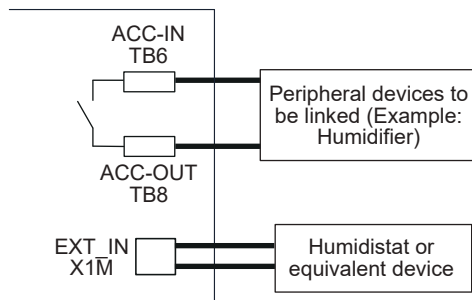 ACC-IN
TB6
Peripheral devices to
be linked (Example:
Humidifier)
ACC-OUT
TB8
EXT_IN
X1M
Humidistat or
equivalent device